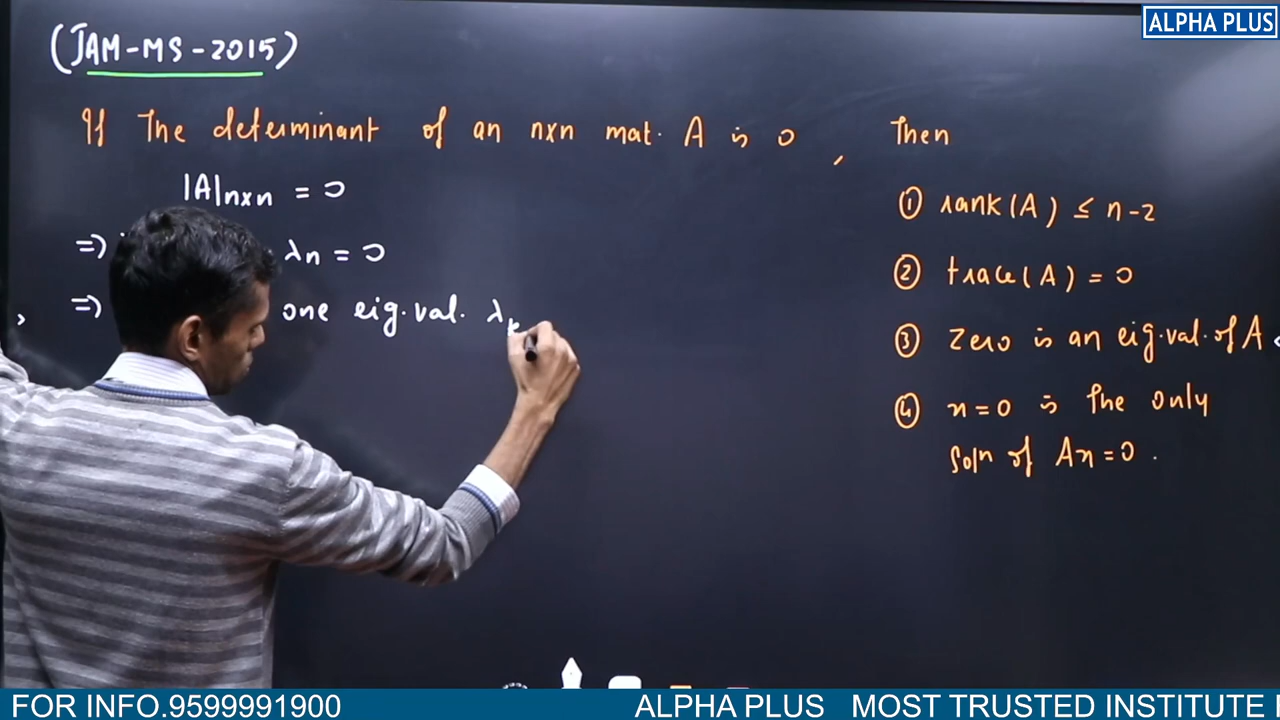 ALPHA PLUS
(JAM-MS-2015)
If The determinant of an nxn mat. A is 0, Then
|A|nxn = 0
=> λn = 0
, => one eig.val. λ
① rank(A) ≤ n-2
② trace(A) = 0
③ Zero is an eig.val.of A
④ x=0 is the only
Soln of Ax=0.
FOR INFO.9599991900 ALPHA PLUS MOST TRUSTED INSTITUTE